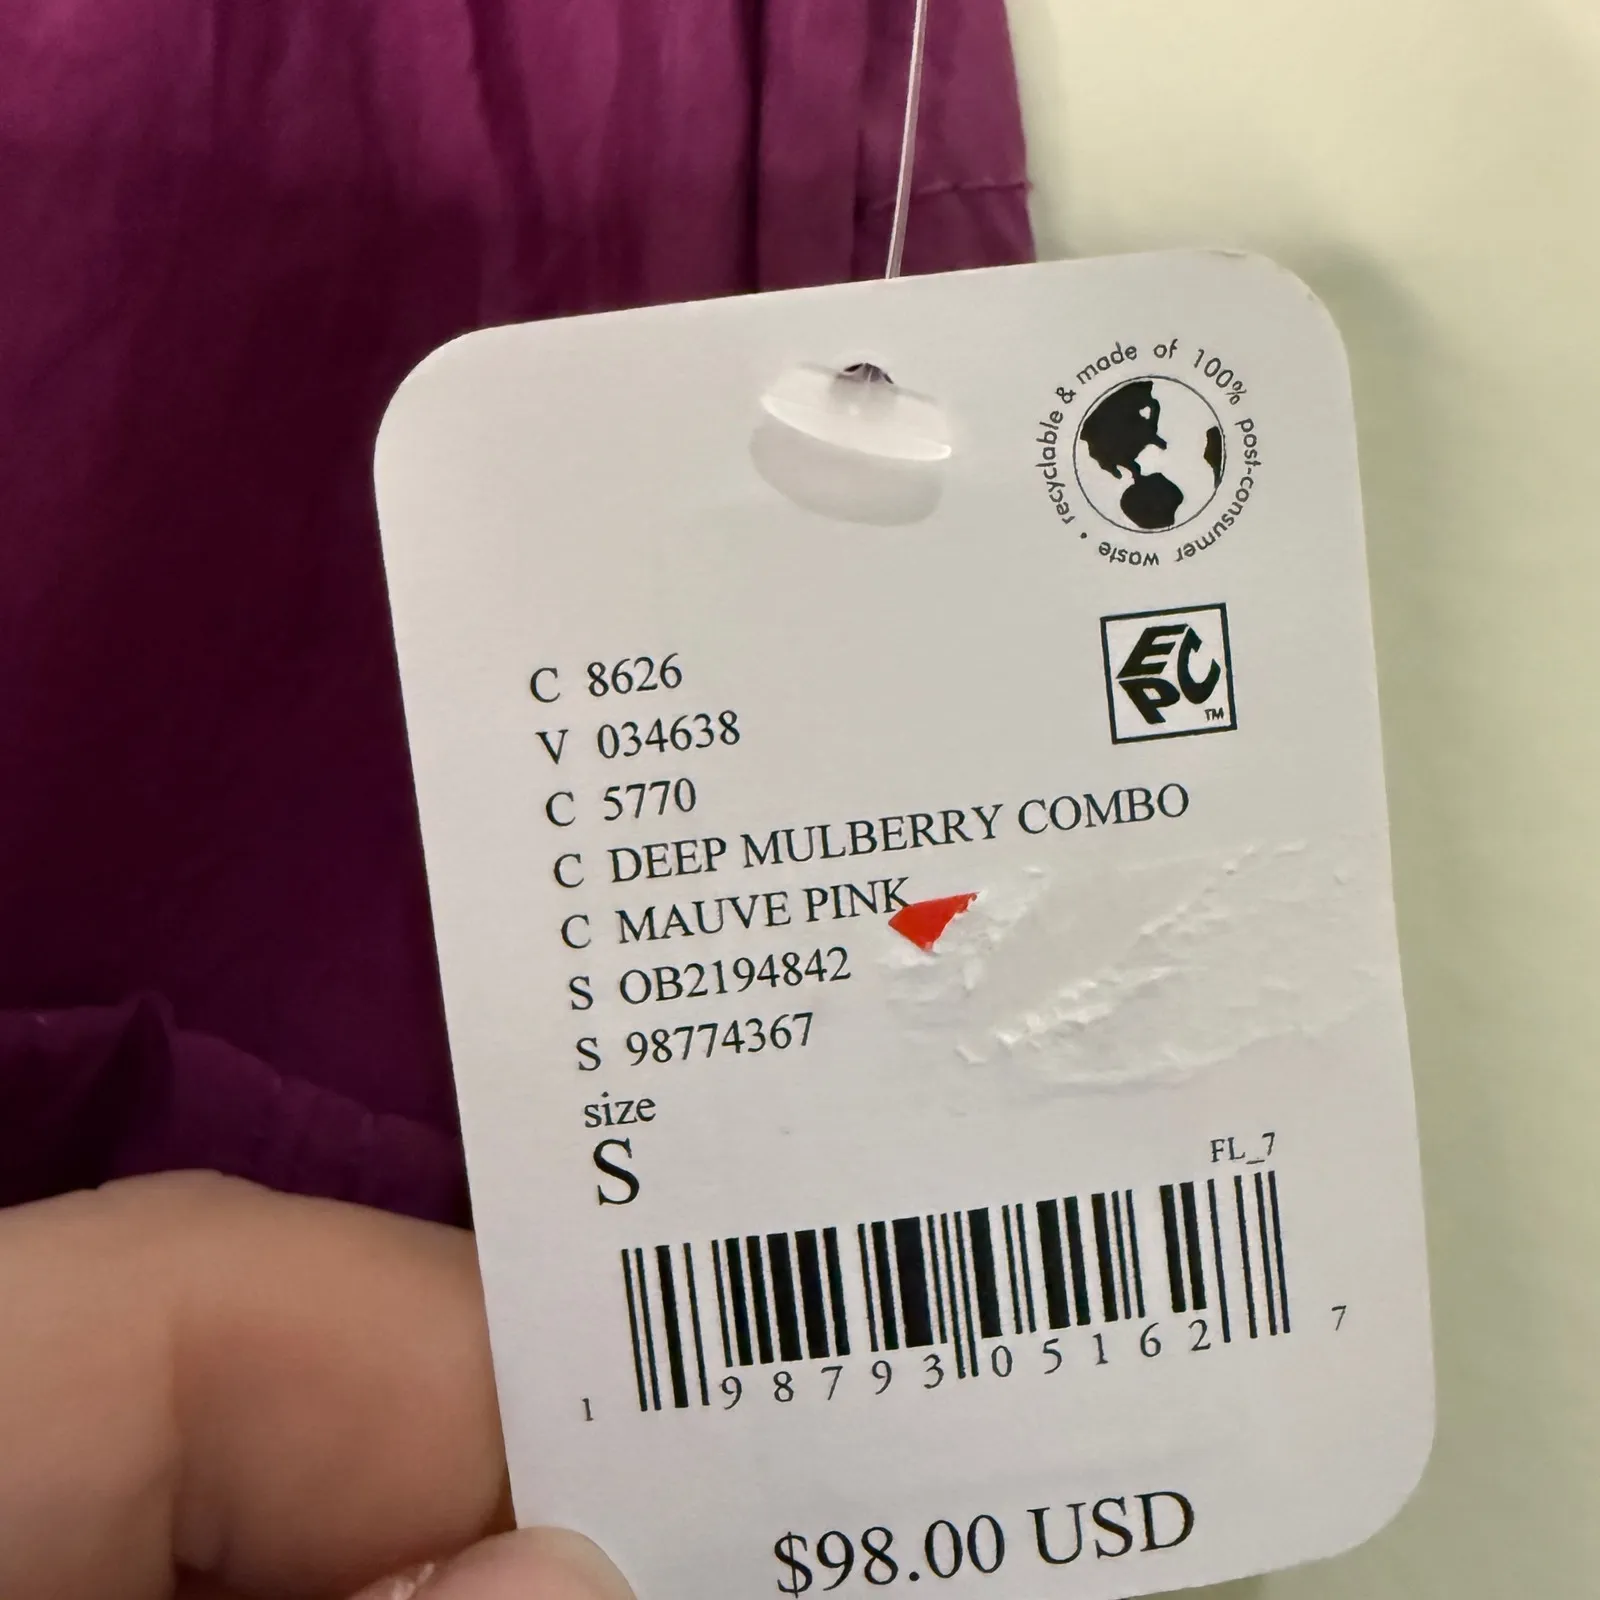 recyclable & made of 100% post-consumer waste •
EPC™
C 8626
V 034638
C 5770
C DEEP MULBERRY COMBO
C MAUVE PINK
S OB2194842
S 98774367
size
S
FL_7
1 98793 05162 7
$98.00 USD